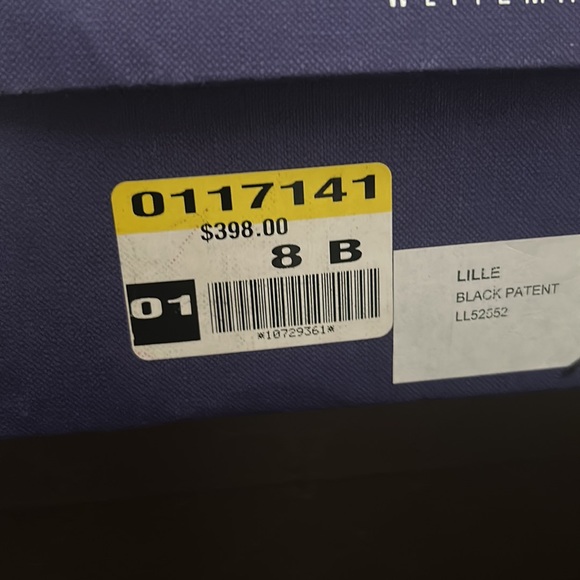 0117141
$398.00
8 B
01
*10729361*
LILLE
BLACK PATENT
LL52552